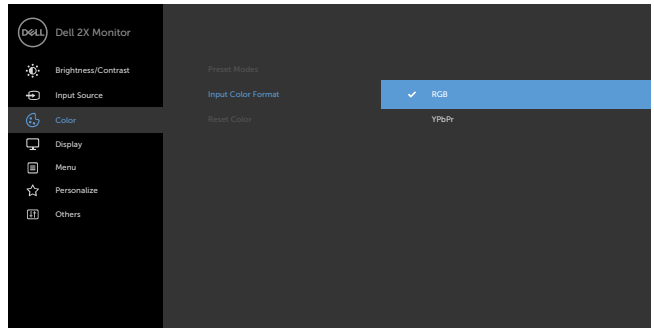 DELL Dell 2X Monitor
Brightness/Contrast
Preset Modes
Input Source
Input Color Format
✓ RGB
Color
Reset Color
YPbPr
Display
Menu
Personalize
Others